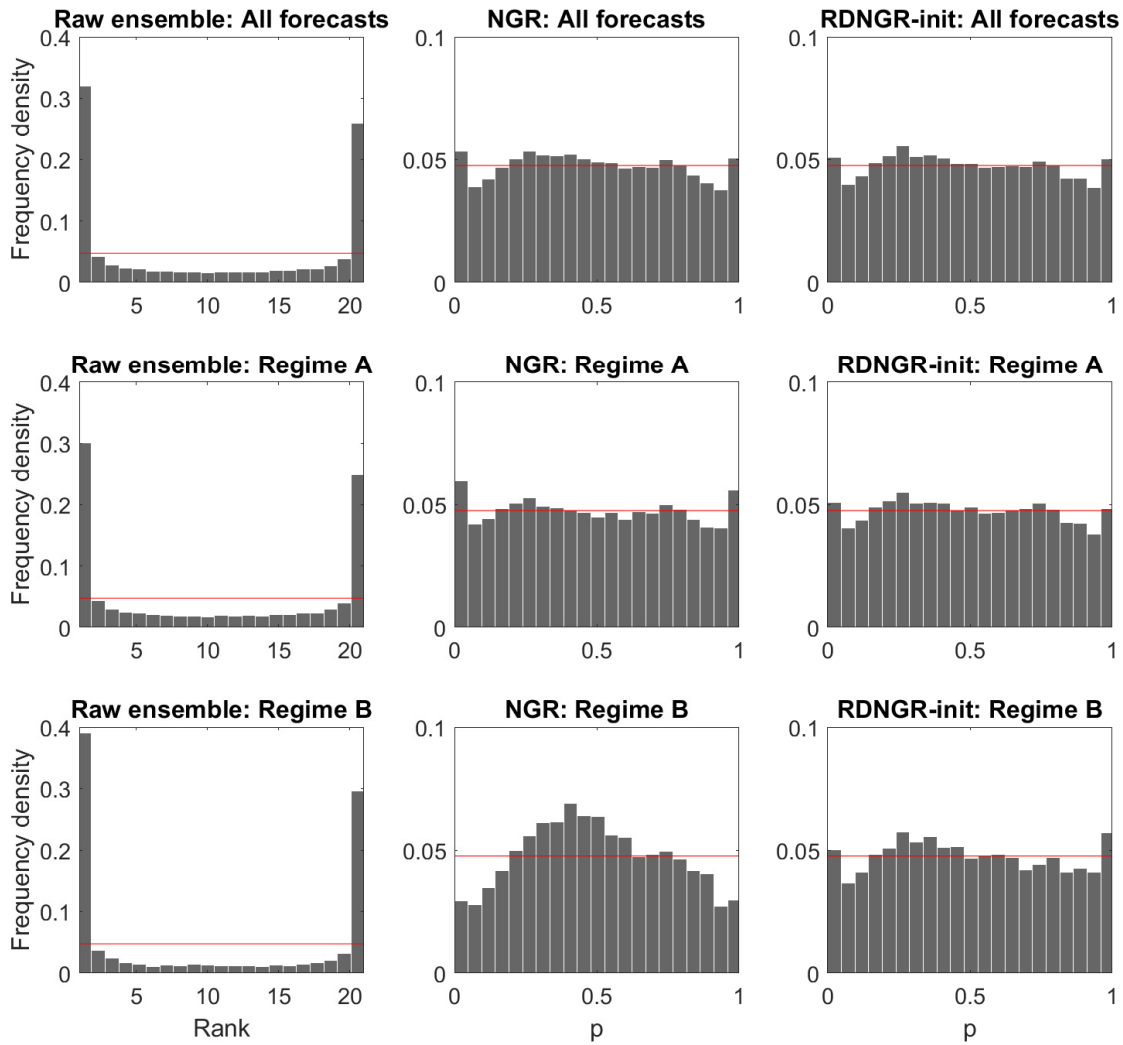 Raw ensemble: All forecasts
NGR: All forecasts
RDNGR-init: All forecasts
Frequency density
0.4
0.3
0.2
0.1
0
5 10 15 20
0.1
0.05
0
0 0.5 1
0.1
0.05
0
0 0.5 1
Raw ensemble: Regime A
NGR: Regime A
RDNGR-init: Regime A
Frequency density
0.4
0.3
0.2
0.1
0
5 10 15 20
0.1
0.05
0
0 0.5 1
0.1
0.05
0
0 0.5 1
Raw ensemble: Regime B
NGR: Regime B
RDNGR-init: Regime B
Frequency density
0.4
0.3
0.2
0.1
0
5 10 15 20
Rank
0.1
0.05
0
0 0.5 1
p
0.1
0.05
0
0 0.5 1
p